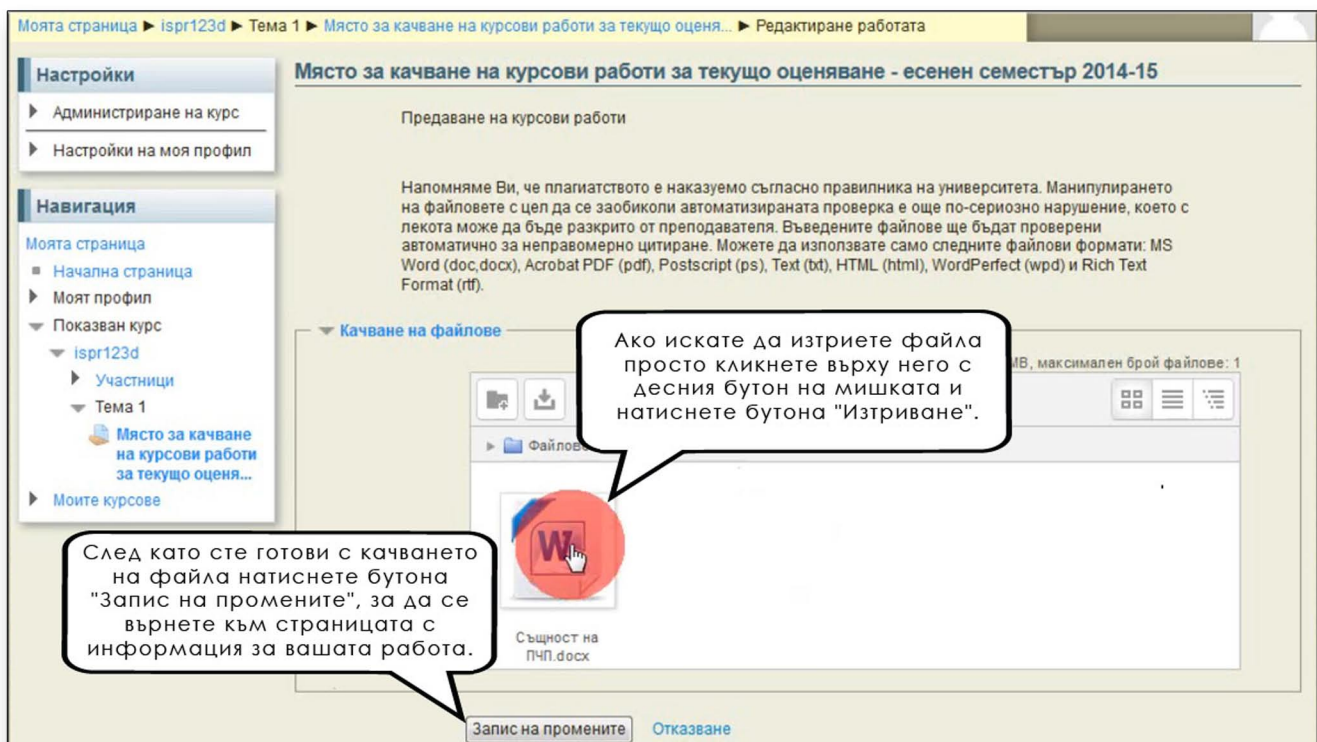 Моята страница ► ispr123d ► Тема 1 ► Място за качване на курсови работи за текущо оценя... ► Редактиране работата
Настройки
Администриране на курс
Настройки на моя профил
Навигация
Моята страница
Начална страница
Моят профил
Показван курс
ispr123d
Участници
Тема 1
Място за качване
на курсови работи
за текущо оценя...
Моите курсове
Място за качване на курсови работи за текущо оценяване - есенен семестър 2014-15
Предаване на курсови работи
Напомняме Ви, че плагиатството е наказуемо съгласно правилника на университета. Манипулирането
на файловете с цел да се заобиколи автоматизираната проверка е още по-сериозно нарушение, което с
лекота може да бъде разкрито от преподавателя. Въведените файлове ще бъдат проверени
автоматично за неправомерно цитиране. Можете да използвате само следните файлови формати: MS
Word (doc,docx), Acrobat PDF (pdf), Postscript (ps), Text (txt), HTML (html), WordPerfect (wpd) и Rich Text
Format (rtf).
Качване на файлове
Ако искате да изтриете файла
просто кликнете върху него с
десния бутон на мишката и
натиснете бутона "Изтриване".
МВ, максимален брой файлове: 1
Файлове
W
Същност на
ПЧП.docx
След като сте готови с качването
на файла натиснете бутона
"Запис на промените", за да се
върнете към страницата с
информация за вашата работа.
Запис на промените
Отказване